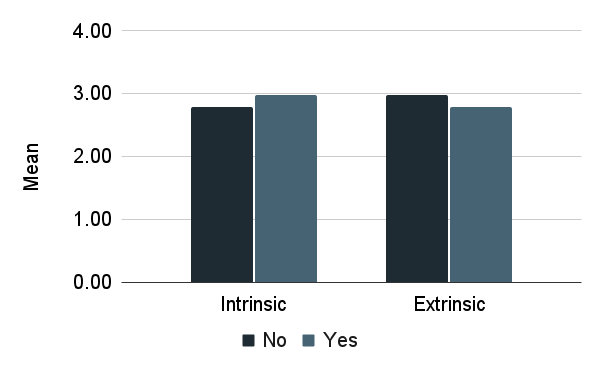 4.00
3.00
2.00
1.00
0.00
Mean
Intrinsic
Extrinsic
No
Yes